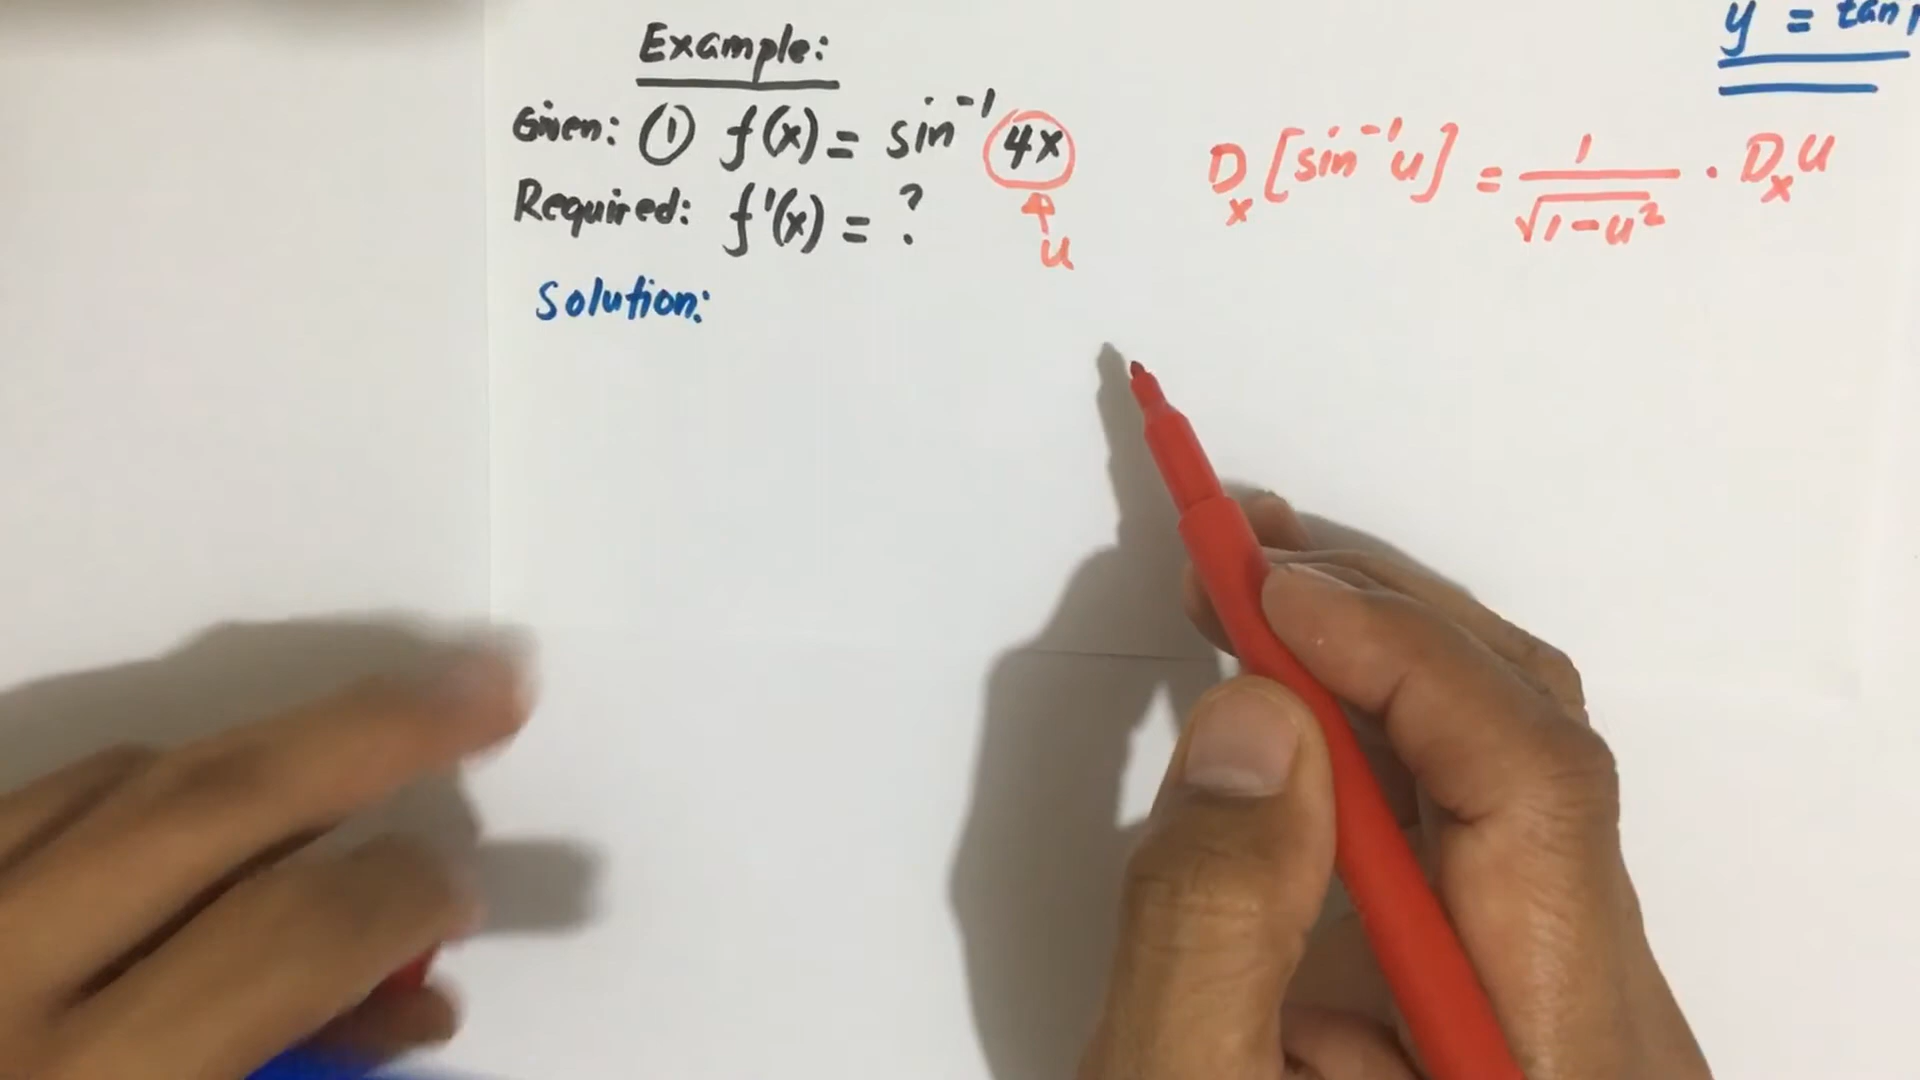 Example:
y = tan
Given: ① f(x) = sin⁻¹ 4x
Dₓ [sin⁻¹u] = 1/√1-u² · Dₓu
Required: f'(x) = ?
u
Solution: